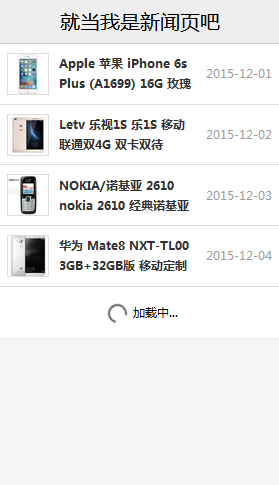 就当我是新闻页吧
Apple 苹果 iPhone 6s
Plus (A1699) 16G 玫瑰
2015-12-01
Letv 乐视1S 乐1S 移动
联通双4G 双卡双待
2015-12-02
NOKIA/诺基亚 2610
nokia 2610 经典诺基亚
2015-12-03
华为 Mate8 NXT-TL00
3GB+32GB版 移动定制
2015-12-04
加载中...